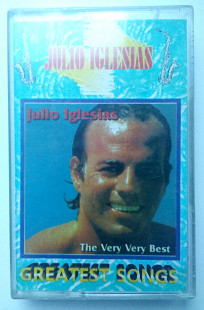 JULIO IGLESIAS
Julio Iglesias
The Very Very Best
GREATEST SONGS